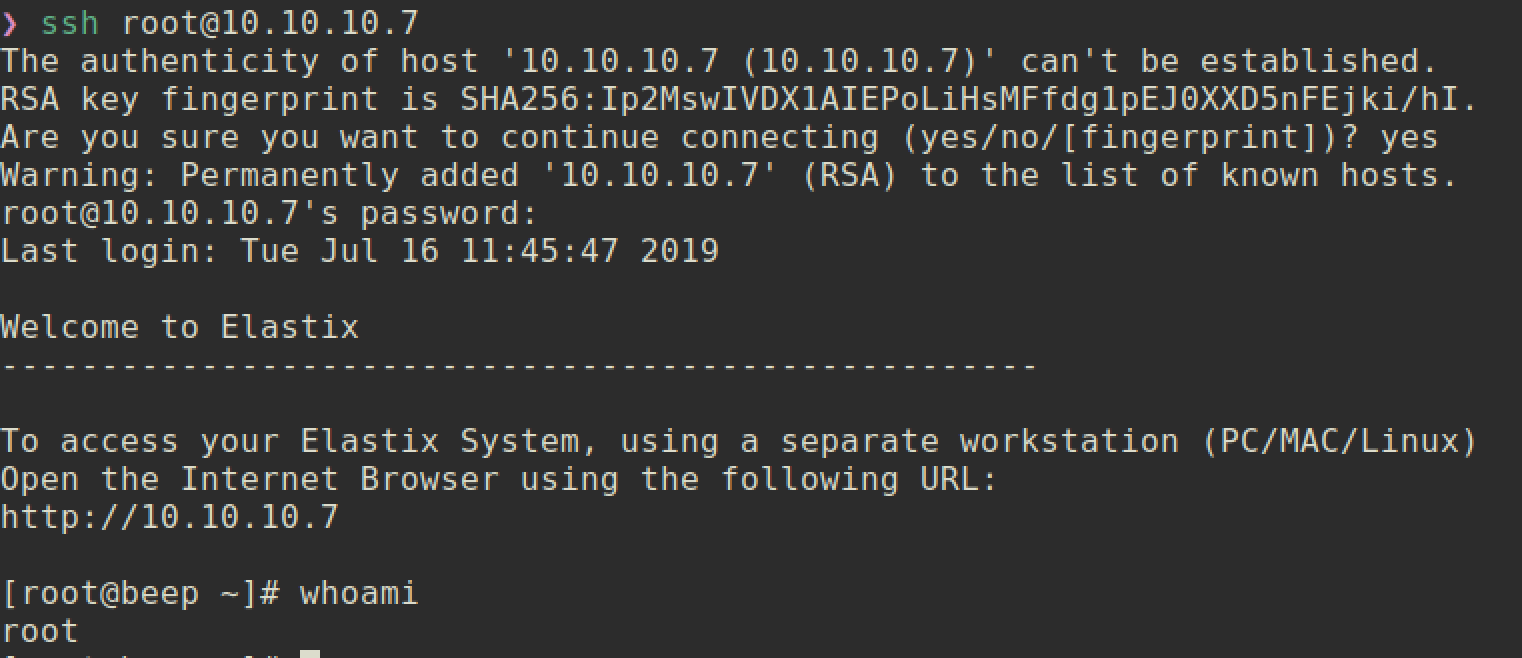 ❯ ssh root@10.10.10.7
The authenticity of host '10.10.10.7 (10.10.10.7)' can't be established.
RSA key fingerprint is SHA256:Ip2MswIVDX1AIEPoLiHsMFfdg1pEJ0XXD5nFEjki/hI.
Are you sure you want to continue connecting (yes/no/[fingerprint])? yes
Warning: Permanently added '10.10.10.7' (RSA) to the list of known hosts.
root@10.10.10.7's password:
Last login: Tue Jul 16 11:45:47 2019
Welcome to Elastix
----------------------------------------------------
To access your Elastix System, using a separate workstation (PC/MAC/Linux)
Open the Internet Browser using the following URL:
http://10.10.10.7
[root@beep ~]# whoami
root